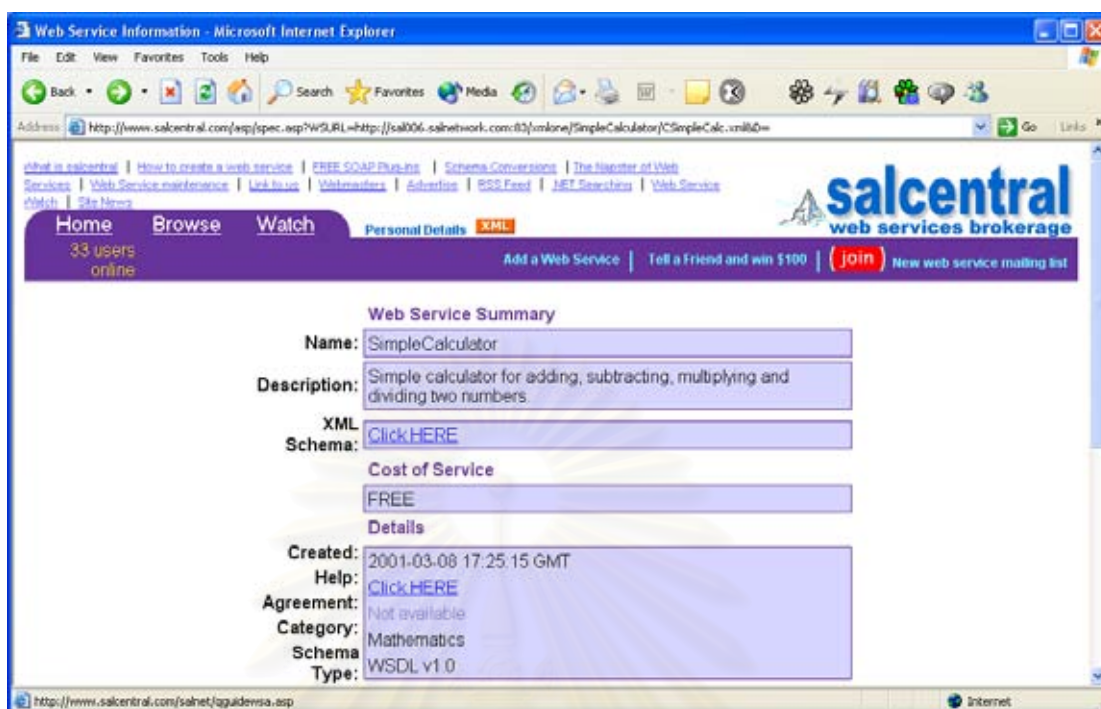 Web Service Information - Microsoft Internet Explorer
File Edit View Favorites Tools Help
Back Search Favorites Media
Address http://www.salcentral.com/asp/spec.asp?WSURL=http://sal006.salnetwork.com:83/xmlone/SimpleCalculator/CSimpleCalc.xml&O= Go Links
What is salcentral | How to create a web service | FREE SOAP Plug-ins | Schema Conversions | The Napster of Web
Services | Web Service maintenance | Link to us | Webmasters | Advertise | RSS Feed | .NET Searching | Web Service
Watch | Site News
salcentral
web services brokerage
Home Browse Watch Personal Details XML
33 users
online
Add a Web Service | Tell a Friend and win $100 | (join) New web service mailing list
Web Service Summary
Name: SimpleCalculator
Description: Simple calculator for adding, subtracting, multiplying and
dividing two numbers.
XML
Schema: Click HERE
Cost of Service
FREE
Details
Created: 2001-03-08 17:25:15 GMT
Help: Click HERE
Agreement: Not available
Category: Mathematics
Schema
Type: WSDL v1.0
http://www.salcentral.com/salnet/qguidewsa.asp Internet